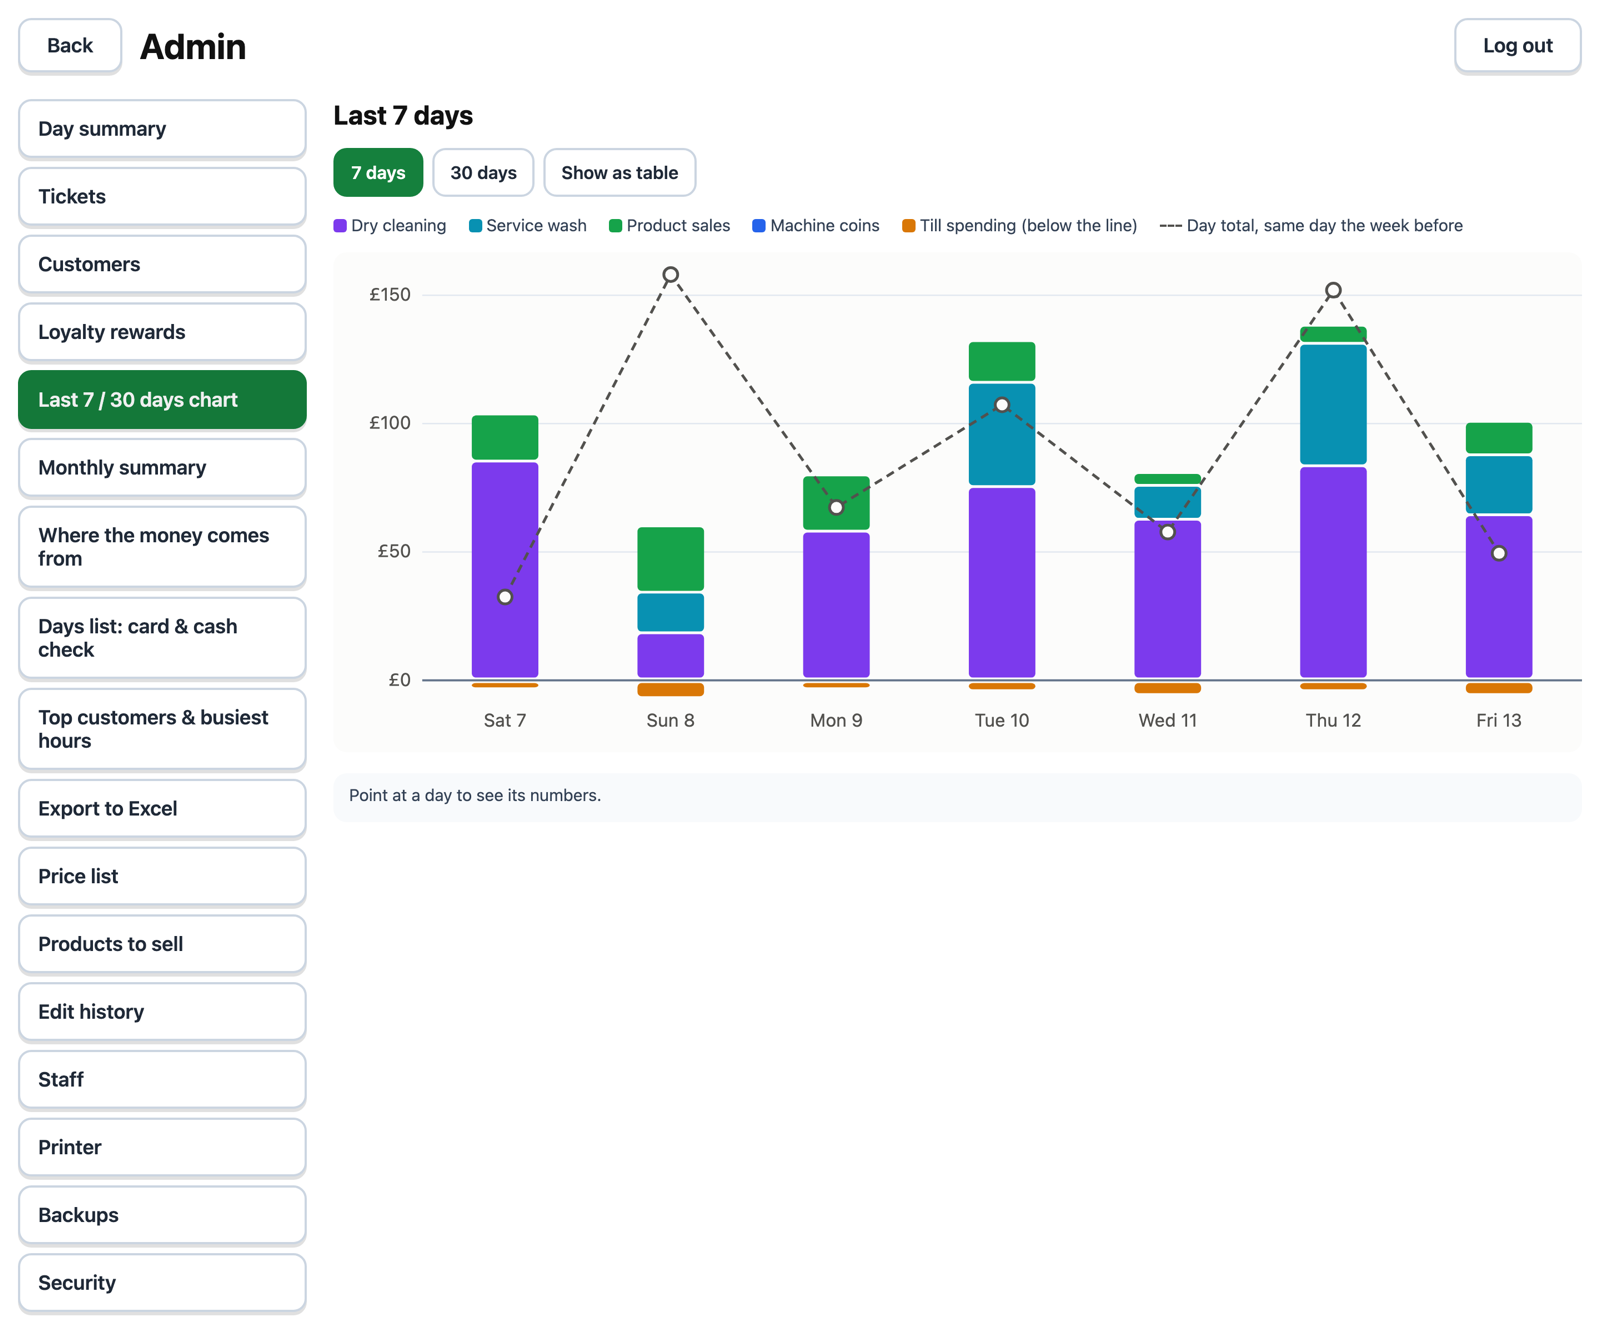 Back
Admin
Log out
Day summary
Tickets
Customers
Loyalty rewards
Last 7 / 30 days chart
Monthly summary
Where the money comes
from
Days list: card & cash
check
Top customers & busiest
hours
Export to Excel
Price list
Products to sell
Edit history
Staff
Printer
Backups
Security
Last 7 days
7 days
30 days
Show as table
Dry cleaning
Service wash
Product sales
Machine coins
Till spending (below the line)
Day total, same day the week before
£150
£100
£50
£0
Sat 7
Sun 8
Mon 9
Tue 10
Wed 11
Thu 12
Fri 13
Point at a day to see its numbers.